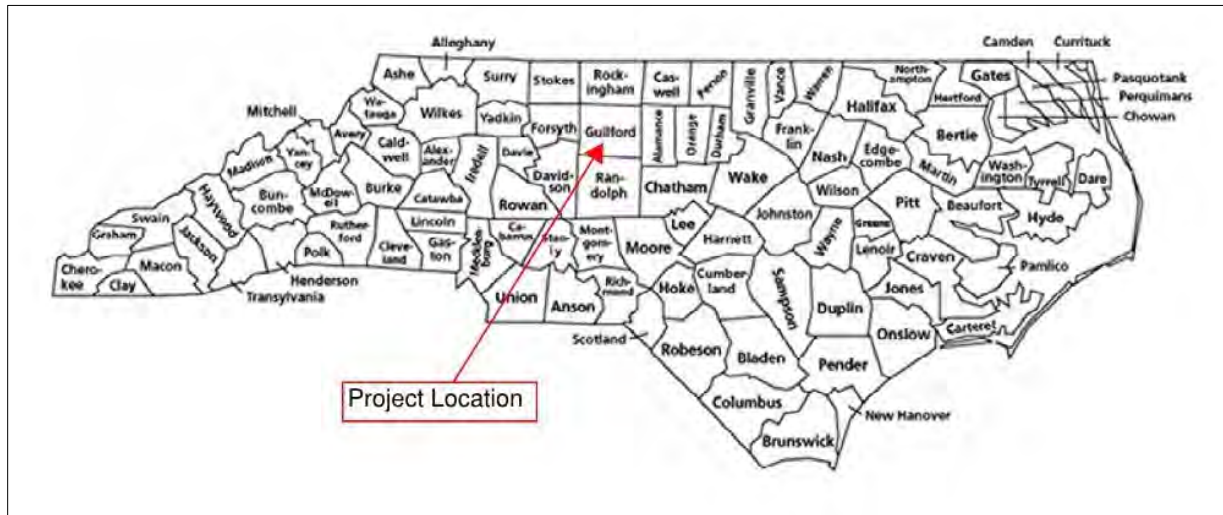 Alleghany
Camden
Currituck
Ashe
Surry
Stokes
Rock-
ingham
Cas-
well
Person
Granville
Vance
Warren
North-
ampton
Gates
Pasquotank
Perquimans
Chowan
Hertford
Halifax
Mitchell
Wa-
tauga
Wilkes
Yadkin
Forsyth
Guilford
Alamance
Orange
Durham
Frank-
lin
Bertie
Avery
Cald-
well
Alex-
ander
Iredell
Davie
Nash
Edge-
combe
Martin
Wash-
ington
Tyrrell
Dare
Madison
Yan-
cey
Burke
Catawba
David-
son
Ran-
dolph
Chatham
Wake
Wilson
Haywood
Bun-
combe
McDow-
ell
Rowan
Johnston
Greene
Pitt
Beaufort
Hyde
Swain
Graham
Jackson
Ruther-
ford
Lincoln
Ca-
barrus
Stan-
ly
Mont-
gom-
ery
Moore
Lee
Harnett
Wayne
Lenoir
Craven
Pamlico
Chero-
kee
Clay
Macon
Polk
Cleve-
land
Gas-
ton
Mecklen-
burg
Henderson
Transylvania
Union
Anson
Rich-
mond
Hoke
Cumber-
land
Sampson
Duplin
Jones
Onslow
Carteret
Scotland
Robeson
Bladen
Pender
Project Location
Columbus
New Hanover
Brunswick